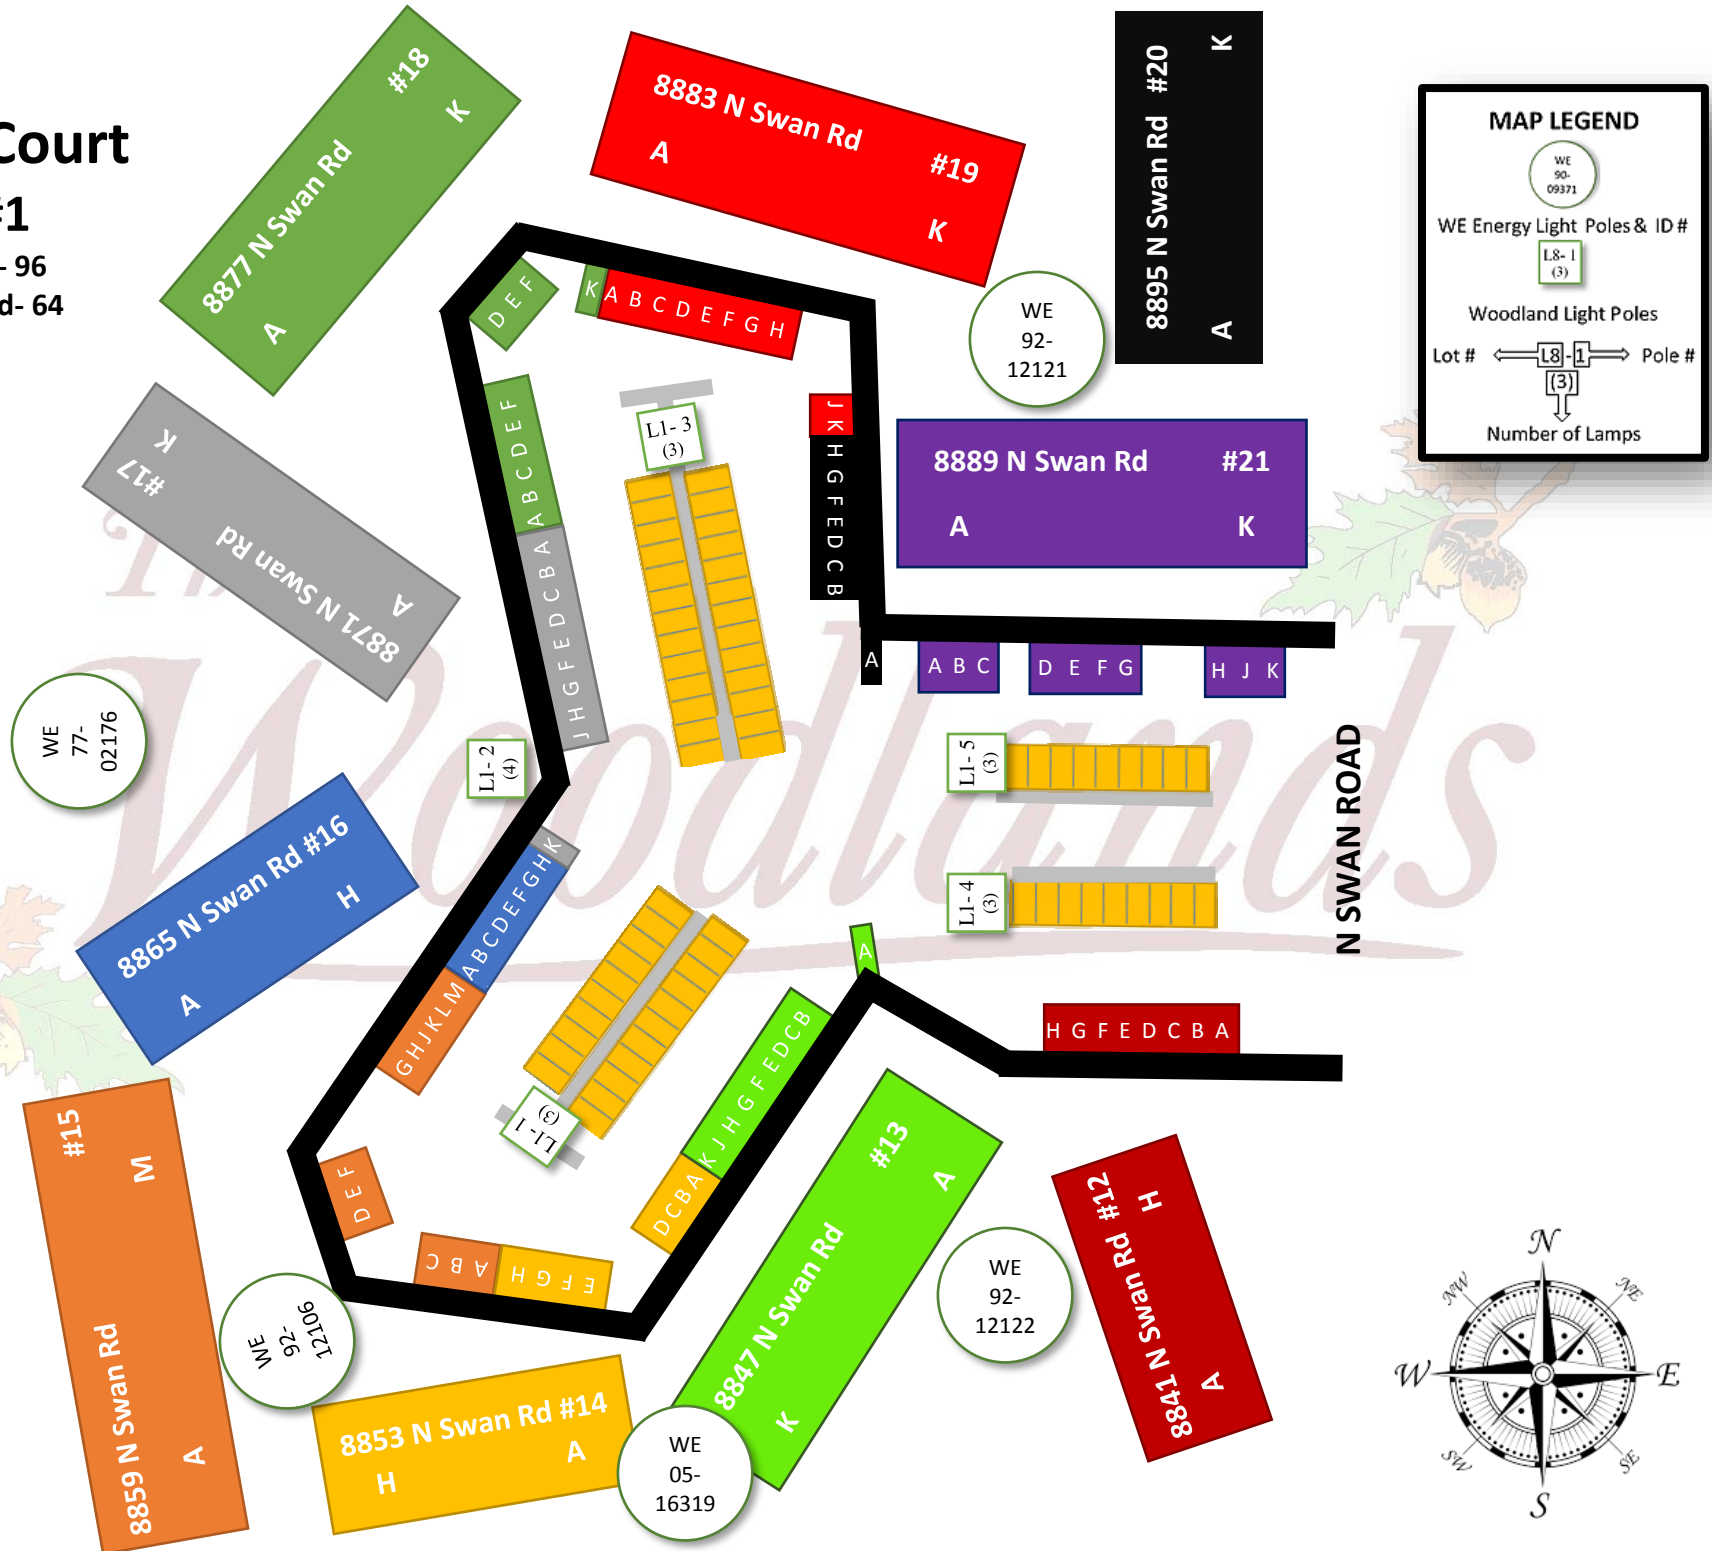 Court
#1
- 96
d- 64
8877 N Swan Rd #18
A K
8883 N Swan Rd
#19
A
K
8895 N Swan Rd #20
A K
MAP LEGEND
WE
90-
09371
WE Energy Light Poles & ID #
L8- 1
(3)
Woodland Light Poles
Lot # L8 - 1 Pole #
(3)
Number of Lamps
WE
92-
12121
D E F
K
A B C D E F G H
J K
H G F E D C B
A
A B C D E F
L1- 3
(3)
8889 N Swan Rd #21
A K
8871 N Swan Rd #17
A K
J H G F E D C B A
A B C
D E F G
H J K
WE
77-
02176
L1- 2
(4)
L1- 5
(3)
L1- 4
(3)
N SWAN ROAD
Woodlands
8865 N Swan Rd #16
A H
K
A B C D E F G H
G H J K L M
A
K J H G F E D C B
H G F E D C B A
L1- 1
(3)
D C B A
D E F
A B C
E F G H
8859 N Swan Rd #15
A M
WE
92-
12106
8853 N Swan Rd #14
H A
WE
05-
16319
8847 N Swan Rd #13
K A
WE
92-
12122
8841 N Swan Rd #12
A H
N
NE
E
SE
S
SW
W
NW